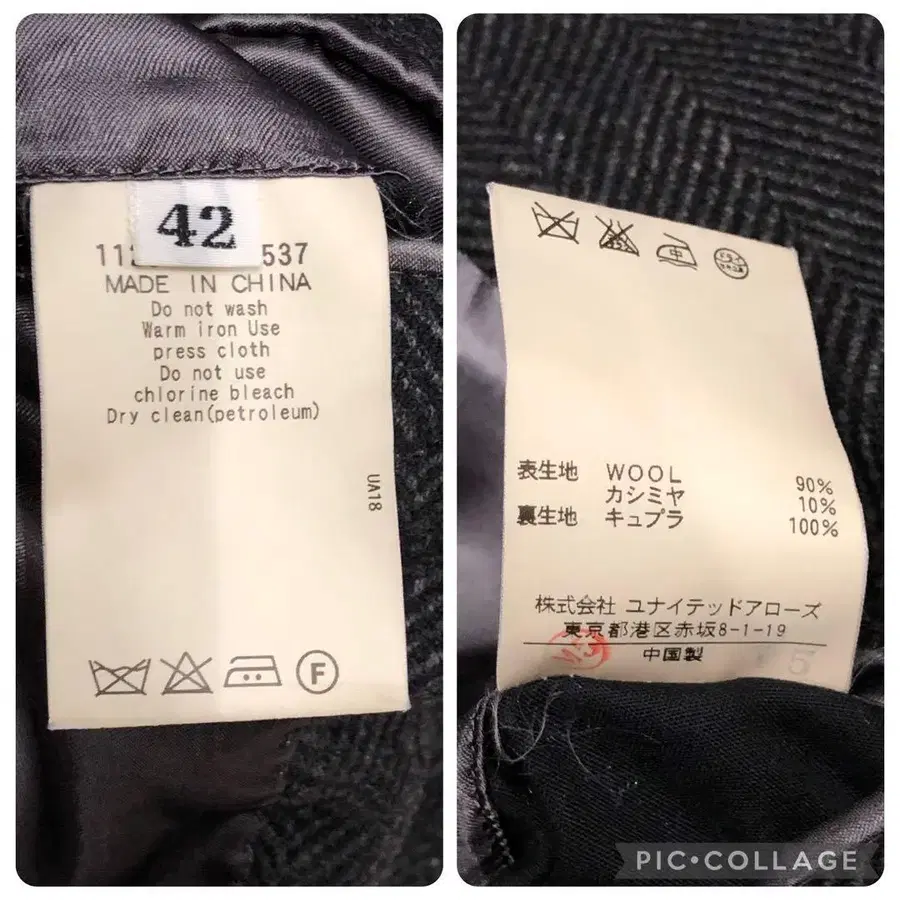 42
112 537
MADE IN CHINA
Do not wash
Warm iron Use
press cloth
Do not use
chlorine bleach
Dry clean(petroleum)
UA18
F
中
表生地 WOOL 90%
カシミヤ 10%
裏生地 キュプラ 100%
株式会社 ユナイテッドアローズ
東京都港区赤坂8-1-19
中国製
5
PIC•COLLAGE